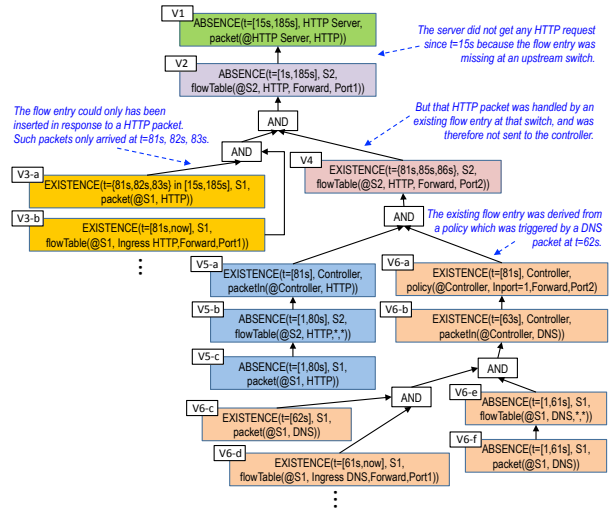 V1
ABSENCE(t=[15s,185s], HTTP Server,
packet(@HTTP Server, HTTP))
The server did not get any HTTP request
since t=15s because the flow entry was
missing at an upstream switch.
V2
ABSENCE(t=[1s,185s], S2,
flowTable(@S2, HTTP, Forward, Port1))
The flow entry could only has been
inserted in response to a HTTP packet.
Such packets only arrived at t=81s, 82s, 83s.
AND
But that HTTP packet was handled by an
existing flow entry at that switch, and was
therefore not sent to the controller.
AND
V3-a
EXISTENCE(t={81s,82s,83s} in [15s,185s], S1,
packet(@S1, HTTP))
V4
EXISTENCE(t={81s,85s,86s}, S2,
flowTable(@S2, HTTP, Forward, Port2))
V3-b
EXISTENCE(t=[81s,now], S1,
flowTable(@S1, Ingress HTTP,Forward,Port1))
⋮
AND
The existing flow entry was derived from
a policy which was triggered by a DNS
packet at t=62s.
V5-a
EXISTENCE(t=[81s], Controller,
packetIn(@Controller, HTTP))
V6-a
EXISTENCE(t=[81s], Controller,
policy(@Controller, Inport=1,Forward,Port2)
V5-b
ABSENCE(t=[1,80s], S2,
flowTable(@S2, HTTP,*,*))
V6-b
EXISTENCE(t=[63s], Controller,
packetIn(@Controller, DNS))
V5-c
ABSENCE(t=[1,80s], S1,
packet(@S1, HTTP))
AND
AND
V6-c
EXISTENCE(t=[62s], S1,
packet(@S1, DNS))
V6-e
ABSENCE(t=[1,61s], S1,
flowTable(@S1, DNS,*,*))
V6-d
EXISTENCE(t=[61s,now], S1,
flowTable(@S1, Ingress DNS,Forward,Port1))
V6-f
ABSENCE(t=[1,61s], S1,
packet(@S1, DNS))
⋮